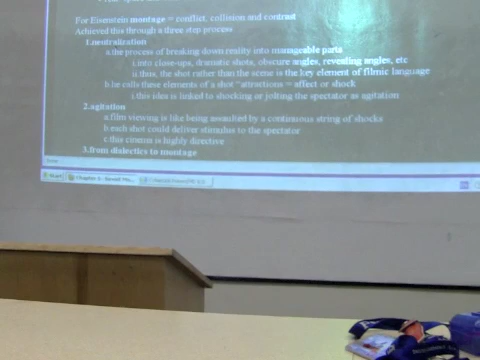 For Eisenstein montage = conflict, collision and contrast
Achieved this through a three step process
1.neutralization
a.the process of breaking down reality into manageable parts
i.into close-ups, dramatic shots, obscure angles, revealing angles, etc
ii.thus, the shot rather than the scene is the key element of filmic language
b.he calls these elements of a shot "attractions = affect or shock
i.this idea is linked to shocking or jolting the spectator as agitation
2.agitation
a.film viewing is like being assaulted by a continuous string of shocks
b.each shot could deliver stimulus to the spectator
c.this cinema is highly directive
3.from dialectics to montage
Start